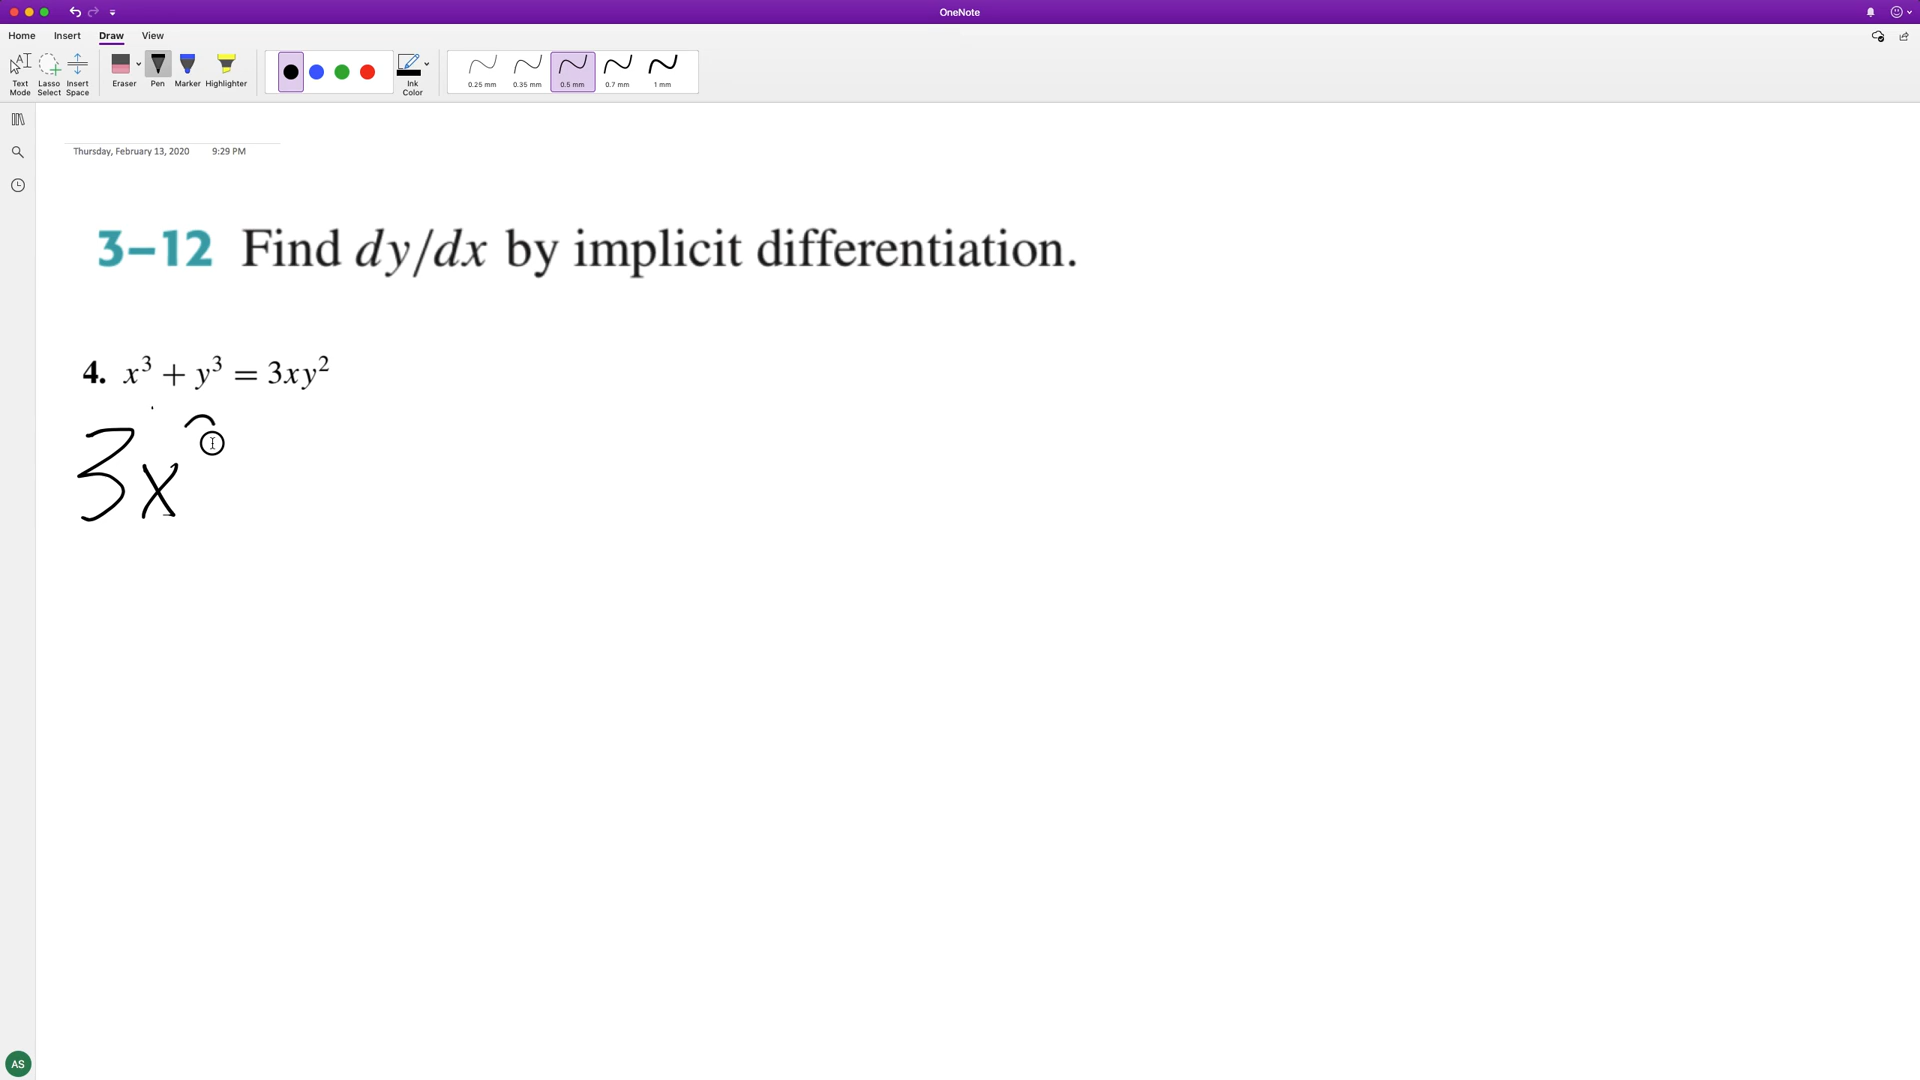 OneNote
Home Insert Draw View
Text Mode Lasso Select Insert Space Eraser Pen Marker Highlighter Ink Color 0.25 mm 0.35 mm 0.5 mm 0.7 mm 1 mm
Thursday, February 13, 2020 9:29 PM
3–12 Find dy/dx by implicit differentiation.
4. x³ + y³ = 3xy²
3x
AS